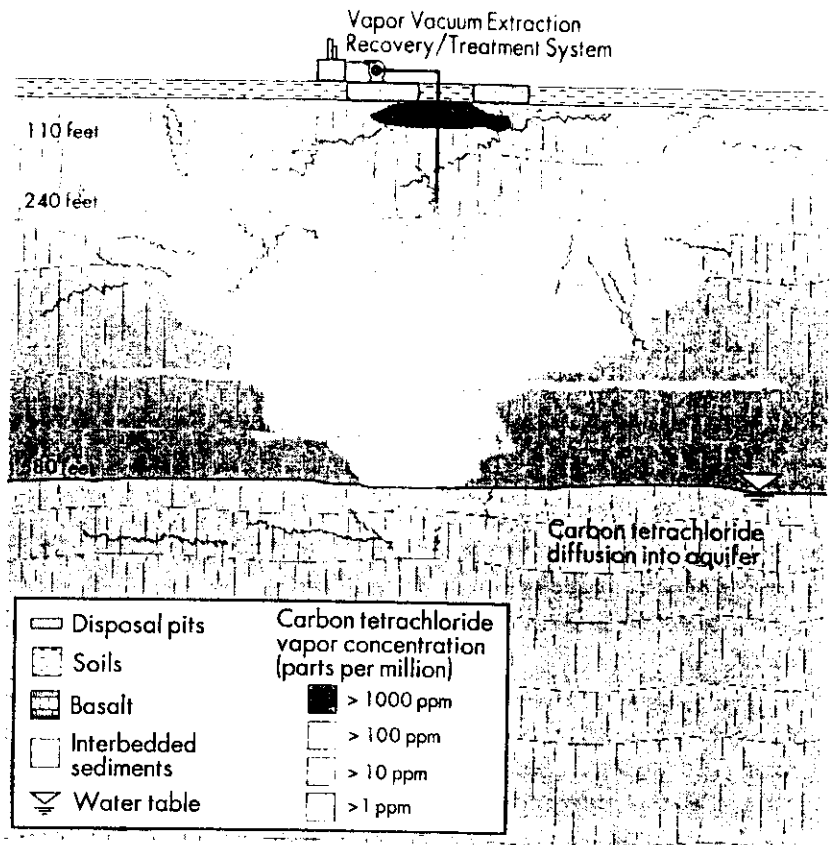 Vapor Vacuum Extraction
Recovery/Treatment System
110 feet
240 feet
580 feet
Carbon tetrachloride
diffusion into aquifer
Disposal pits
Soils
Basalt
Interbedded
sediments
Water table
Carbon tetrachloride
vapor concentration
(parts per million)
> 1000 ppm
> 100 ppm
> 10 ppm
>1 ppm